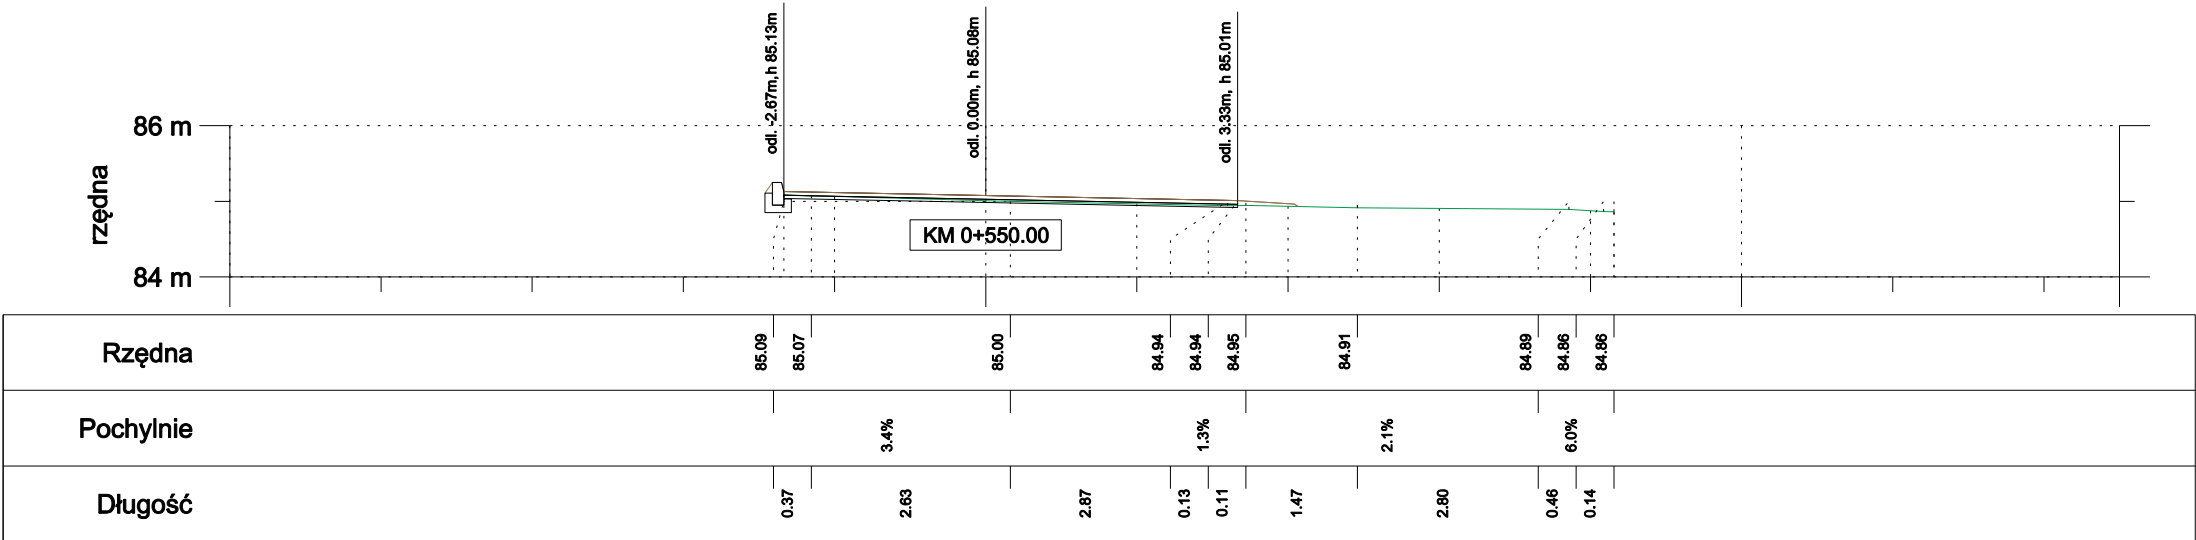 odl. -2.67m,h 85.13m
odl. 0.00m, h 85.08m
odl. 3.33m, h 85.01m
86 m
rzędna
KM 0+550.00
84 m
Rzędna
85.09
85.07
85.00
84.94
84.94
84.95
84.91
84.89
84.86
84.86
Pochylnie
3.4%
1.3%
2.1%
6.0%
Długość
0.37
2.63
2.87
0.13
0.11
1.47
2.80
0.46
0.14